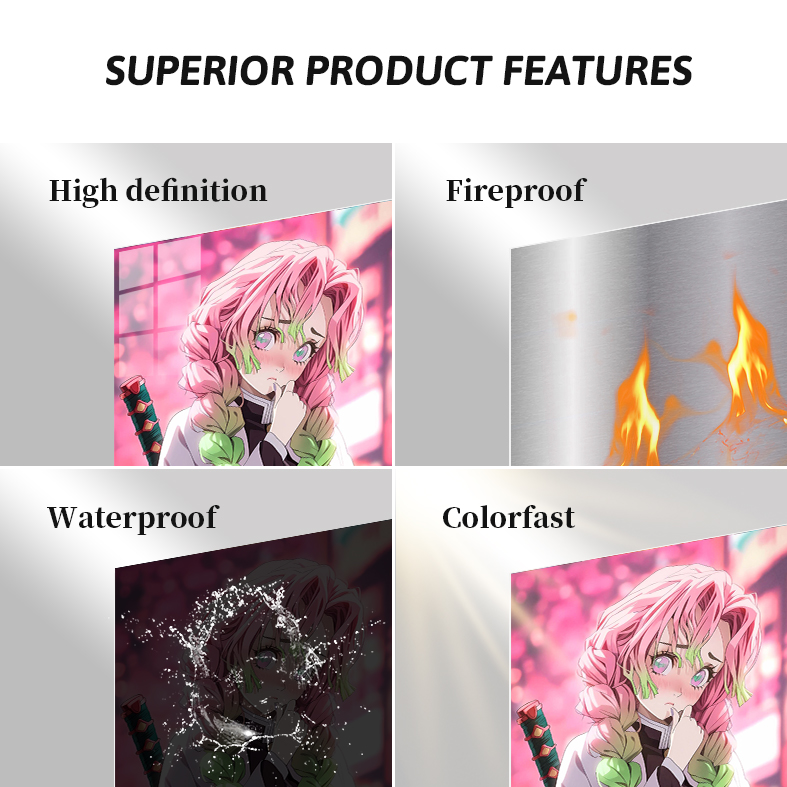 SUPERIOR PRODUCT FEATURES
High definition
Fireproof
Waterproof
Colorfast